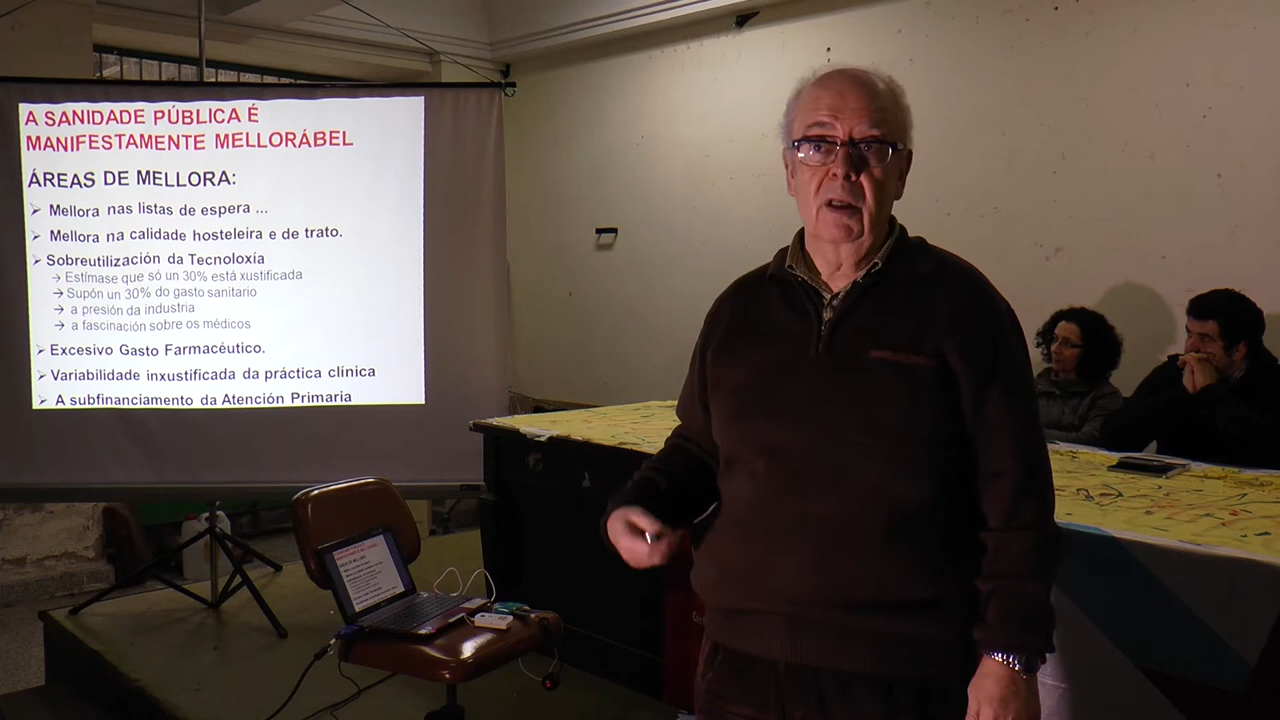 A SANIDADE PÚBLICA É
MANIFESTAMENTE MELLORÁBEL
ÁREAS DE MELLORA:
➢ Mellora nas listas de espera ...
➢ Mellora na calidade hosteleira e de trato.
➢ Sobreutilización da Tecnoloxía
→ Estímase que só un 30% está xustificada
→ Supón un 30% do gasto sanitario
→ a presión da industria
→ a fascinación sobre os médicos
➢ Excesivo Gasto Farmacéutico.
➢ Variabilidade inxustificada da práctica clínica
➢ A subfinanciamento da Atención Primaria